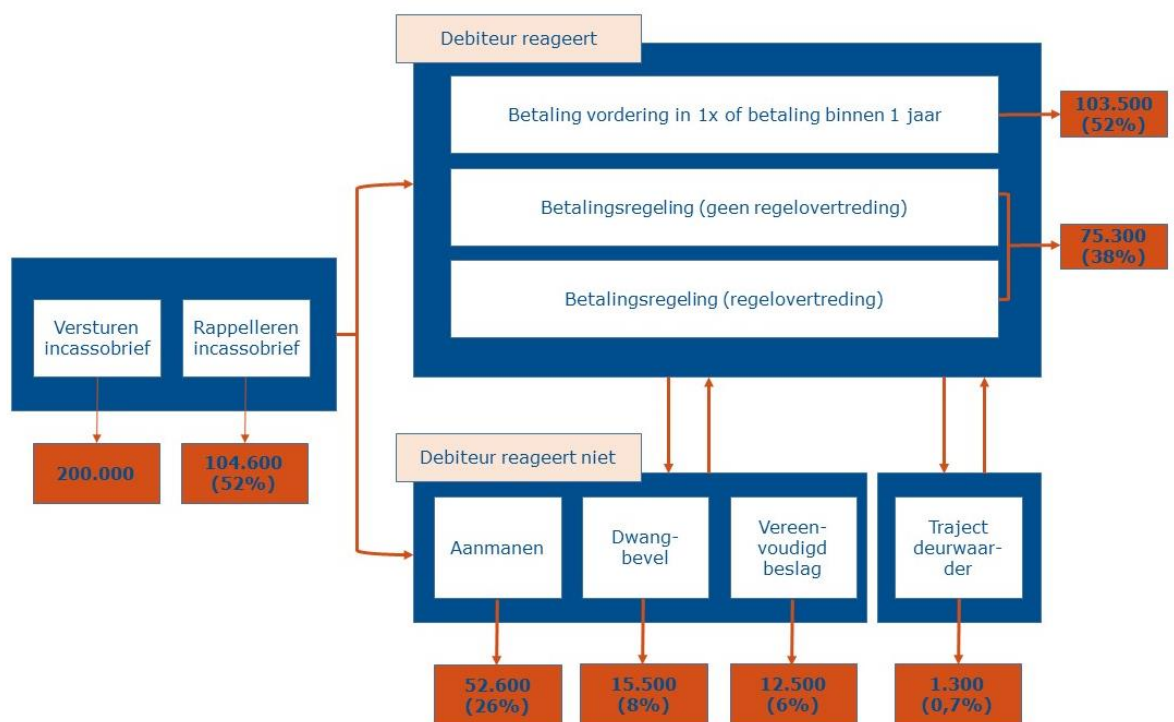 Debiteur reageert
Betaling vordering in 1x of betaling binnen 1 jaar
103.500
(52%)
Betalingsregeling (geen regelovertreding)
75.300
(38%)
Betalingsregeling (regelovertreding)
Versturen
incassobrief
Rappelleren
incassobrief
200.000
104.600
(52%)
Debiteur reageert niet
Aanmanen
Dwang-
bevel
Vereen-
voudigd
beslag
Traject
deurwaar-
der
52.600
(26%)
15.500
(8%)
12.500
(6%)
1.300
(0,7%)